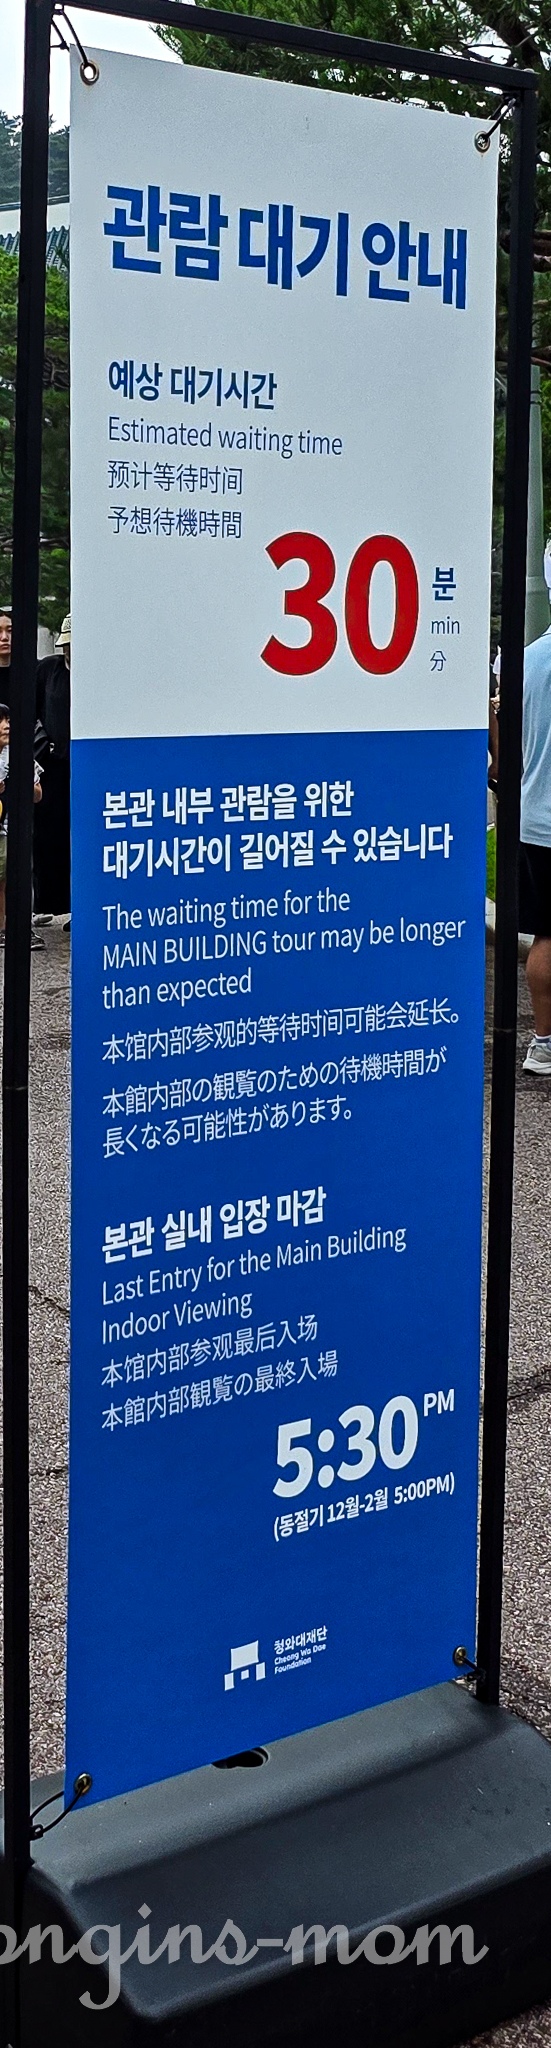 관람 대기 안내
예상 대기시간
Estimated waiting time
预计等待时间
予想待機時間
30 분
min
分
본관 내부 관람을 위한
대기시간이 길어질 수 있습니다
The waiting time for the
MAIN BUILDING tour may be longer
than expected
本馆内部参观的等待时间可能会延长。
本館内部の観覧のための待機時間が
長くなる可能性があります。
본관 실내 입장 마감
Last Entry for the Main Building
Indoor Viewing
本馆内部参观最后入场
本館内部観覧の最終入場
5:30 PM
(동절기 12월-2월 5:00PM)
청와대재단
Cheong Wa Dae
Foundation
ongins-mom